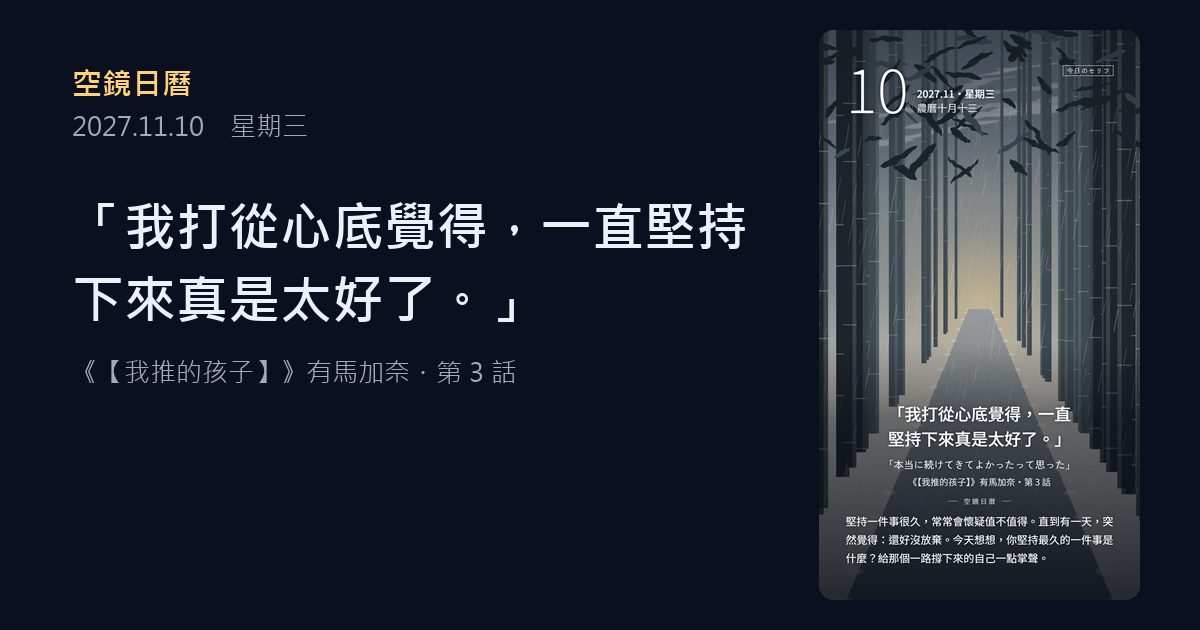 空鏡日曆
2027.11.10 星期三
「我打從心底覺得，一直堅持
下來真是太好了。」
《【我推的孩子】》有馬加奈·第 3 話
今日のセリフ
10
2027.11·星期三
農曆十月十三
「我打從心底覺得，一直
堅持下來真是太好了。」
「本当に続けてきてよかったって思った」
《【我推的孩子】》有馬加奈·第 3 話
— 空鏡日曆 —
堅持一件事很久，常常會懷疑值不值得。直到有一天，突
然覺得：還好沒放棄。今天想想，你堅持最久的一件事是
什麼？給那個一路撐下來的自己一點掌聲。